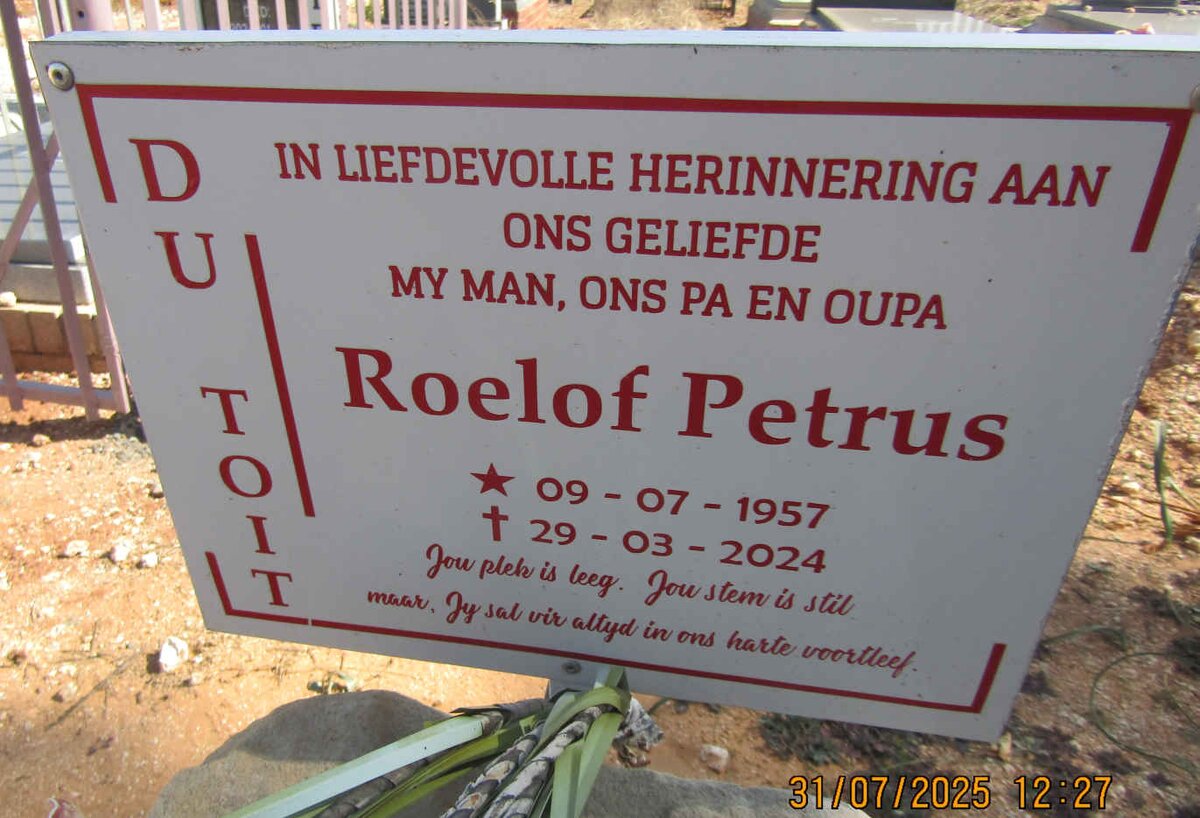 DU TOIT
IN LIEFDEVOLLE HERINNERING AAN
ONS GELIEFDE
MY MAN, ONS PA EN OUPA
Roelof Petrus
★ 09 - 07 - 1957
✝ 29 - 03 - 2024
Jou plek is leeg. Jou stem is stil
maar, Jy sal vir altyd in ons harte voortleef.
31/07/2025 12:27